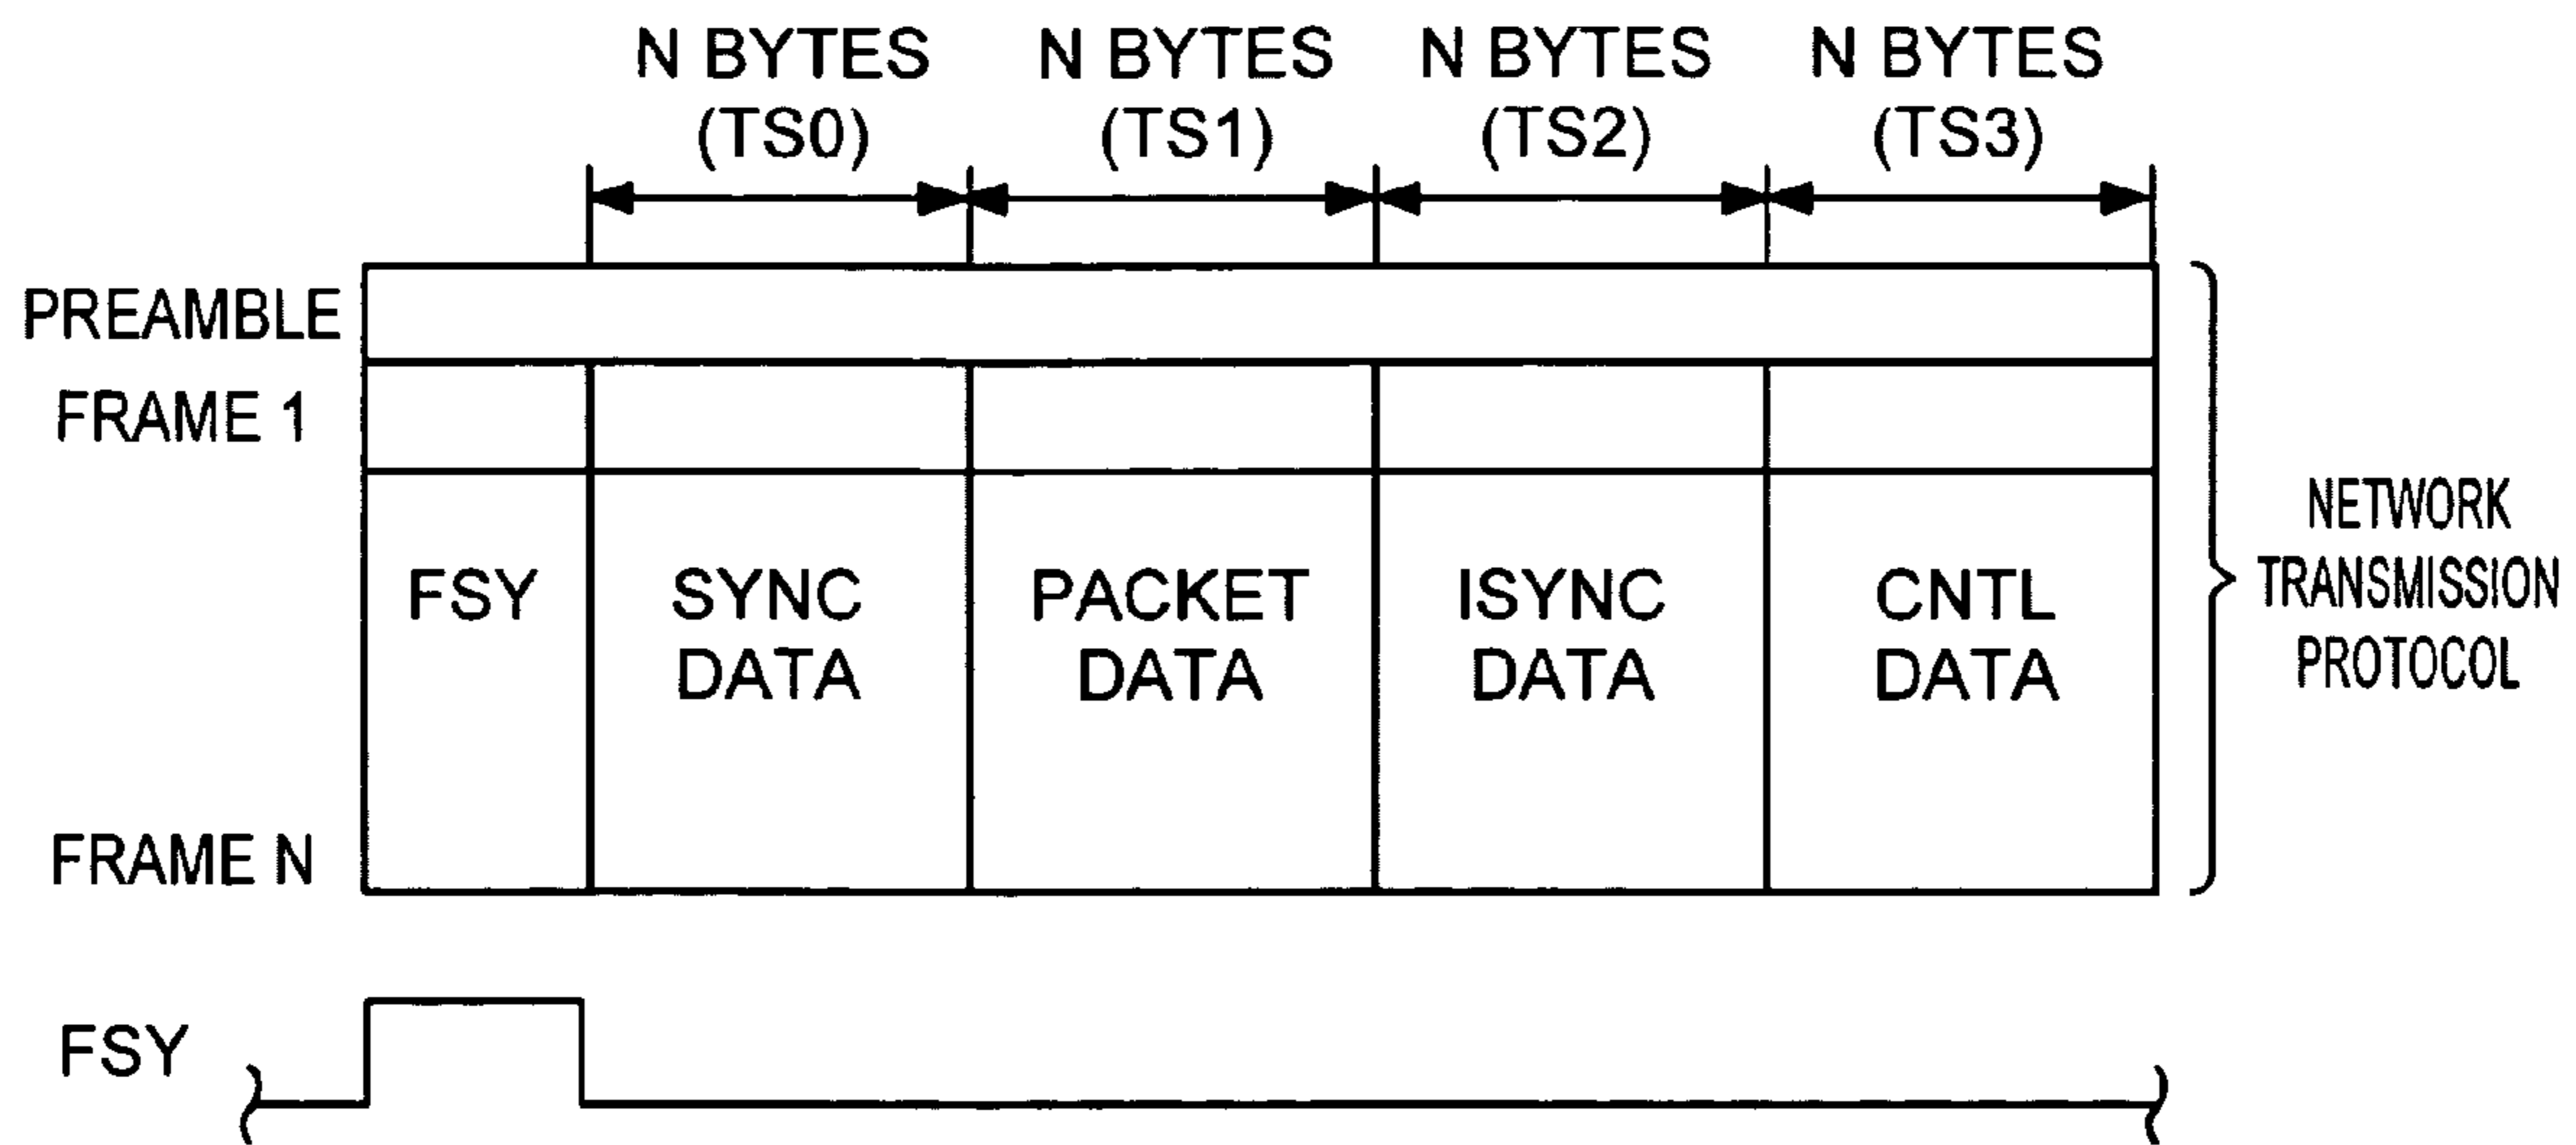 N BYTES N BYTES N BYTES N BYTES
(TS0) (TS1) (TS2) (TS3)
PREAMBLE
FRAME 1
FSY SYNC DATA PACKET DATA ISYNC DATA CNTL DATA
FRAME N
NETWORK
TRANSMISSION
PROTOCOL
FSY